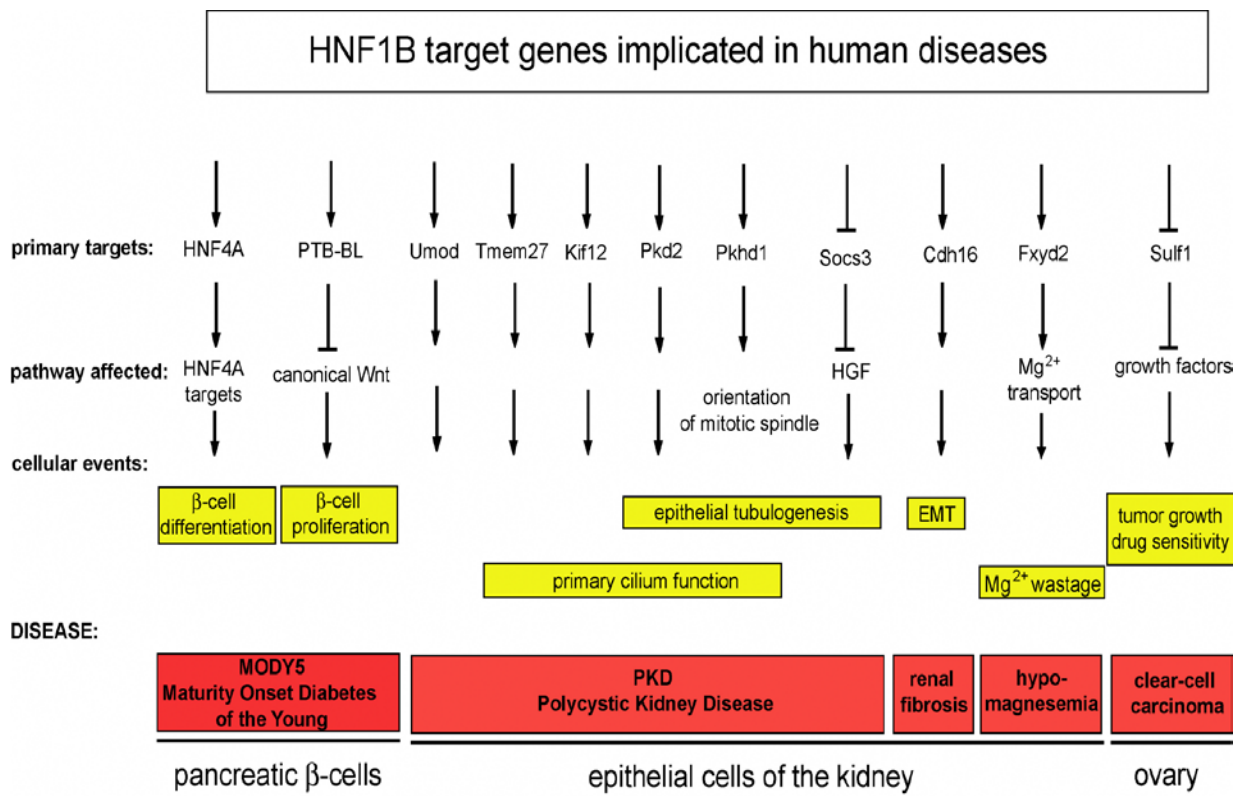 HNF1B target genes implicated in human diseases
primary targets: HNF4A PTB-BL Umod Tmem27 Kif12 Pkd2 Pkhd1 Socs3 Cdh16 Fxyd2 Sulf1
pathway affected: HNF4A targets canonical Wnt orientation of mitotic spindle HGF Mg²⁺ transport growth factors
cellular events:
β-cell
differentiation
β-cell
proliferation
epithelial tubulogenesis
EMT
tumor growth
drug sensitivity
primary cilium function
Mg²⁺ wastage
DISEASE:
MODY5
Maturity Onset Diabetes
of the Young
PKD
Polycystic Kidney Disease
renal
fibrosis
hypo-
magnesemia
clear-cell
carcinoma
pancreatic β-cells
epithelial cells of the kidney
ovary